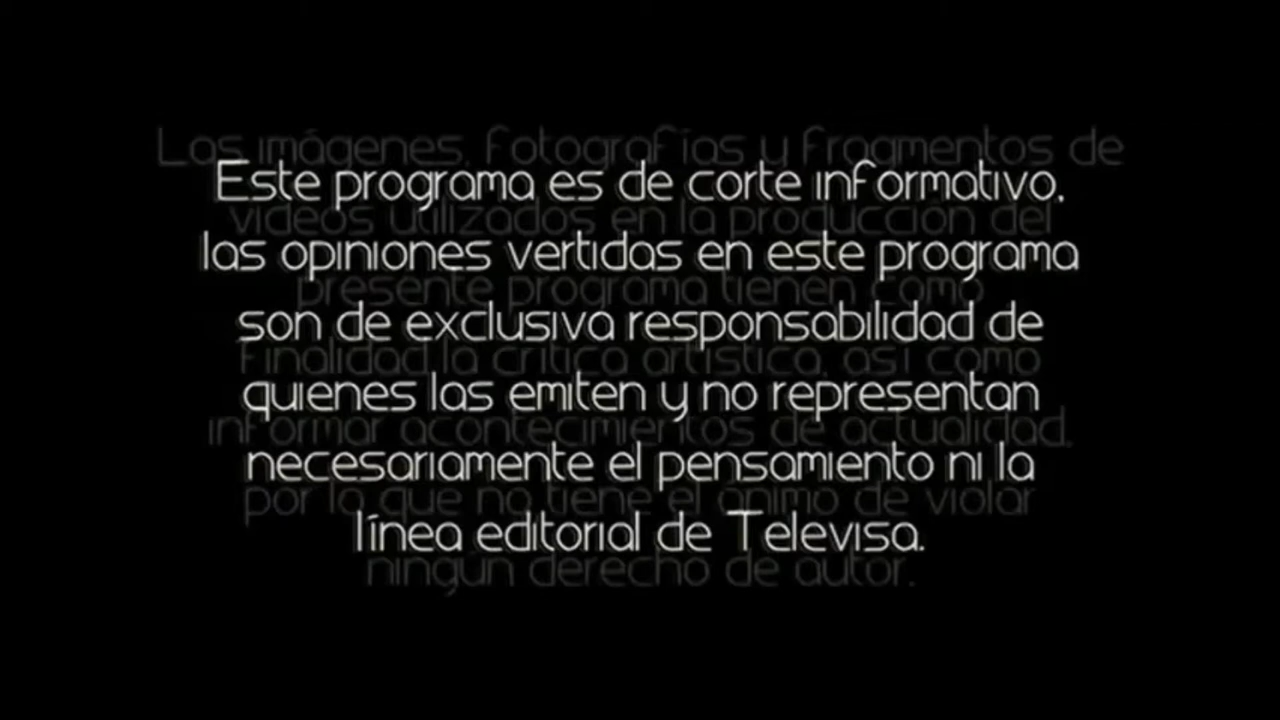 Este programa es de corte informativo,
las opiniones vertidas en este programa
son de exclusiva responsabilidad de
quienes las emiten y no representan
necesariamente el pensamiento ni la
línea editorial de Televisa.
Las imágenes, fotografías y fragmentos de
videos utilizados en la producción del
presente programa tienen como
finalidad la crítica artística, así como
informar acontecimientos de actualidad,
por lo que no tiene el ánimo de violar
ningún derecho de autor.